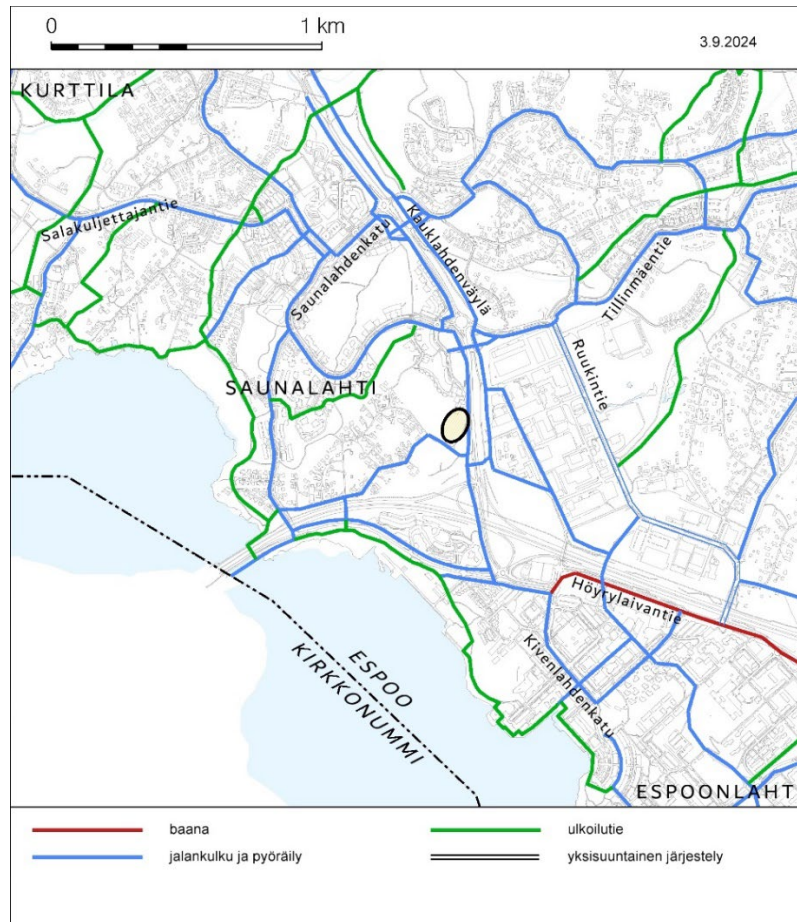 0 1 km
3.9.2024
KURTTILA
Salakuljettajantie
Saunalahdenkatu
Kauklahdenväylä
Tillinmäentie
Ruukintie
SAUNALAHTI
Höyrylaivantie
Kivenlahdenkatu
ESPOO
KIRKKONUMMI
ESPOONLAHT
baana
ulkoilutie
jalankulku ja pyöräily
yksisuuntainen järjestely